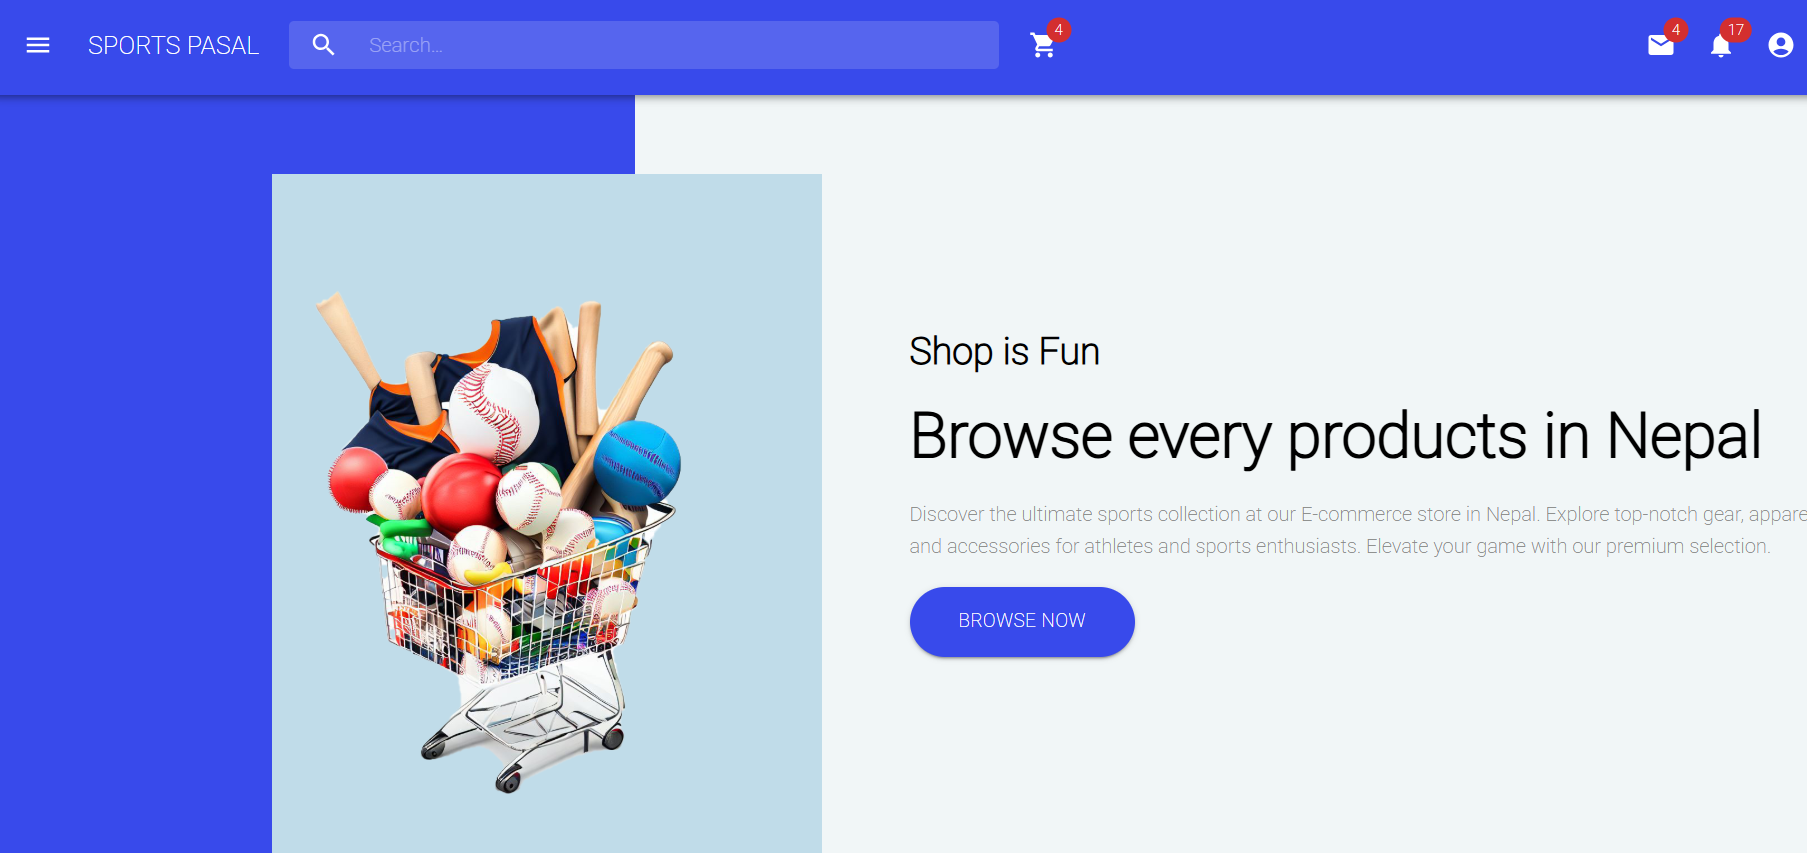 SPORTS PASAL
Search...
4
4
17
Shop is Fun
Browse every products in Nepal
Discover the ultimate sports collection at our E-commerce store in Nepal. Explore top-notch gear, appare
and accessories for athletes and sports enthusiasts. Elevate your game with our premium selection.
BROWSE NOW